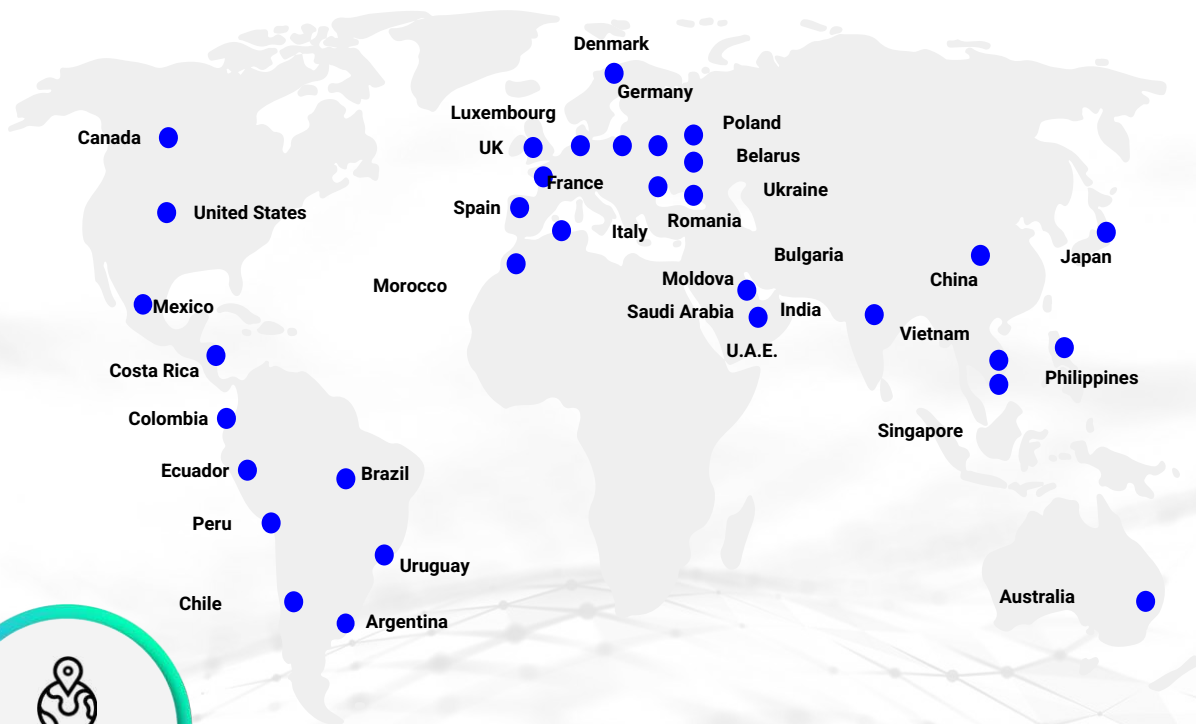 Denmark
Germany
Luxembourg
Poland
Canada
UK
Belarus
France
Ukraine
Spain
United States
Romania
Italy
Bulgaria
Japan
Moldova
China
Morocco
Mexico
Saudi Arabia
India
Vietnam
U.A.E.
Costa Rica
Philippines
Colombia
Singapore
Ecuador
Brazil
Peru
Uruguay
Chile
Australia
Argentina